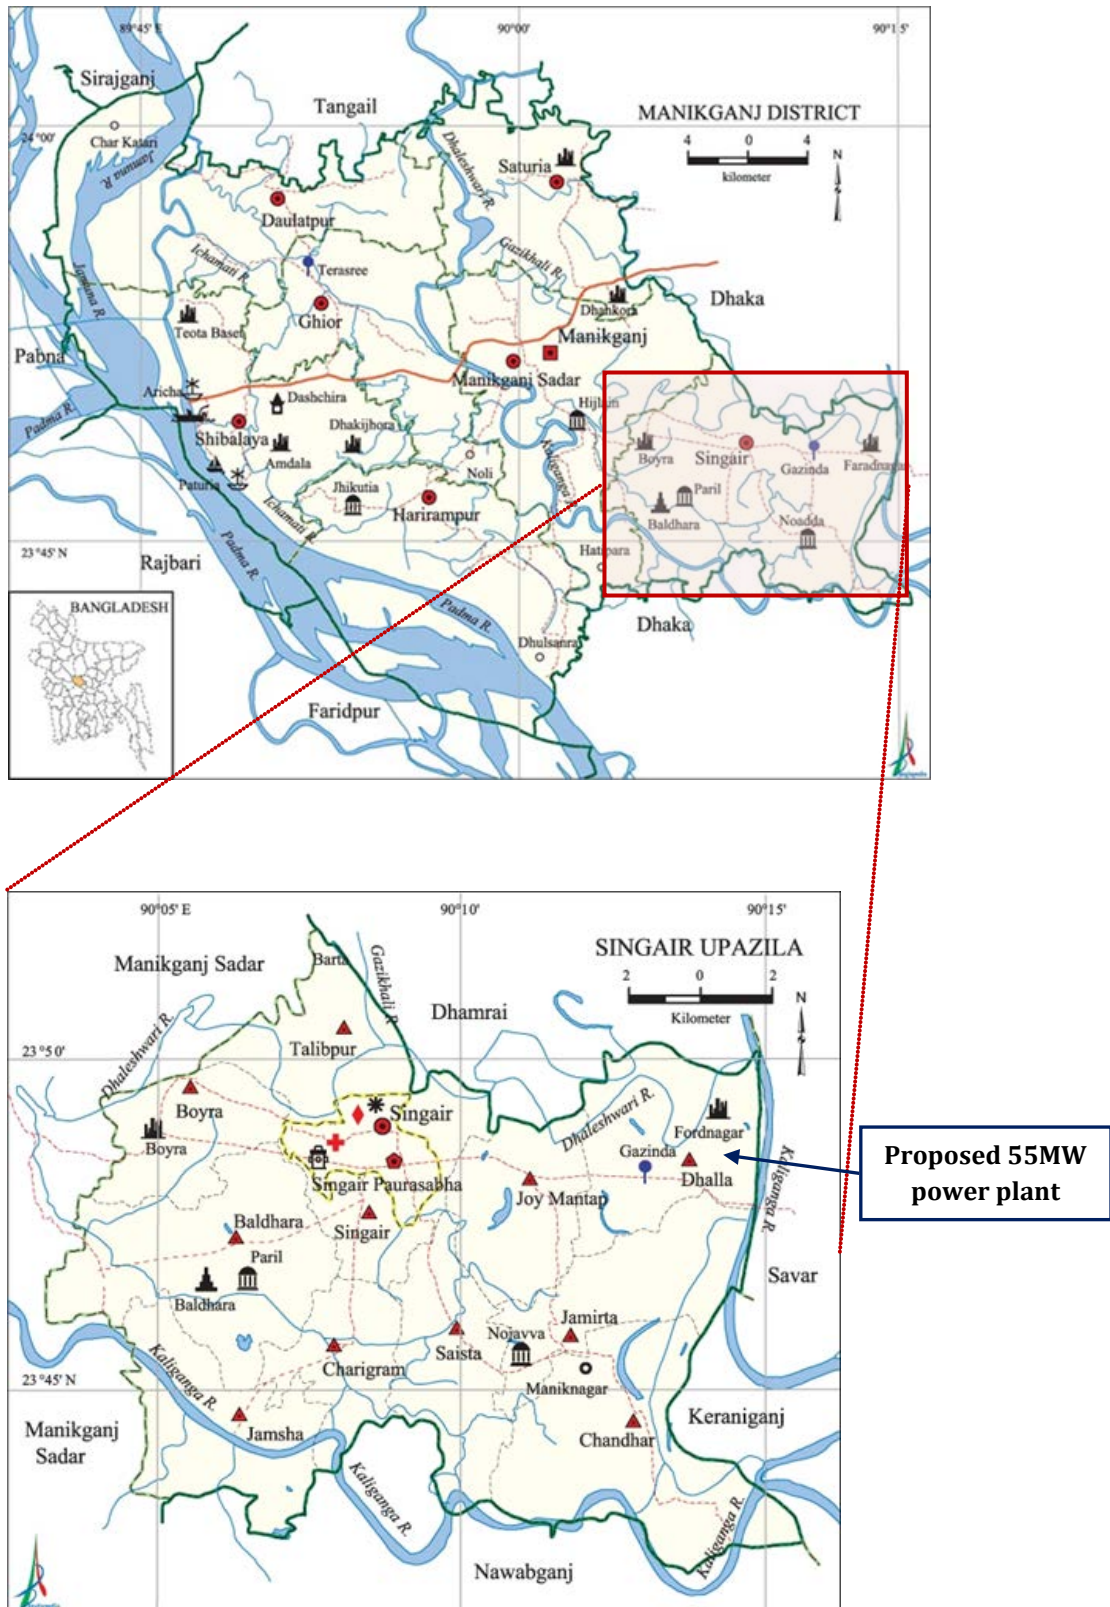 89°45' E
90°00'
90°15'
Sirajganj
Tangail
MANIKGANJ DISTRICT
4 0 4
kilometer
N
24°00'
Char Katari
Jamuna R.
Dhaleshwari R.
Saturia
Daulatpur
Ichamati R.
Terasree
Gazikhali R.
Jamuna R.
Ghior
Dhankora
Dhaka
Teota Baser
Manikganj
Pabna
Manikganj Sadar
Aricha
Dashchira
Hijlain
Padma R.
Shibalaya
Dhakijhora
Amdala
Boyra
Singair
Gazinda
Faradnagar
Noli
Kaliganga R.
Paturia
Jhikutia
Paril
Ichamati R.
Harirampur
Baldhara
Noadda
23°45' N
Rajbari
Padma R.
Hatipara
BANGLADESH
Padma R.
Dhaka
Dhulsanra
Faridpur
90°05' E
90°10'
90°15'
Manikganj Sadar
Barta
Gazikhali R.
SINGAIR UPAZILA
2 0 2
Kilometer
N
Dhamrai
Dhaleshwari R.
23°50'
Talibpur
Boyra
Singair
Dhaleshwari R.
Fordnagar
Boyra
Gazinda
Kaliganga R.
Proposed 55MW
power plant
Singair Paurasabha
Joy Mantap
Dhalla
Baldhara
Singair
Paril
Savar
Baldhara
Jamirta
Nojavva
Saista
Charigram
Kaliganga R.
Maniknagar
23°45' N
Manikganj
Sadar
Jamsha
Chandhar
Keraniganj
Kaliganga R.
Kaliganga R.
Nawabganj